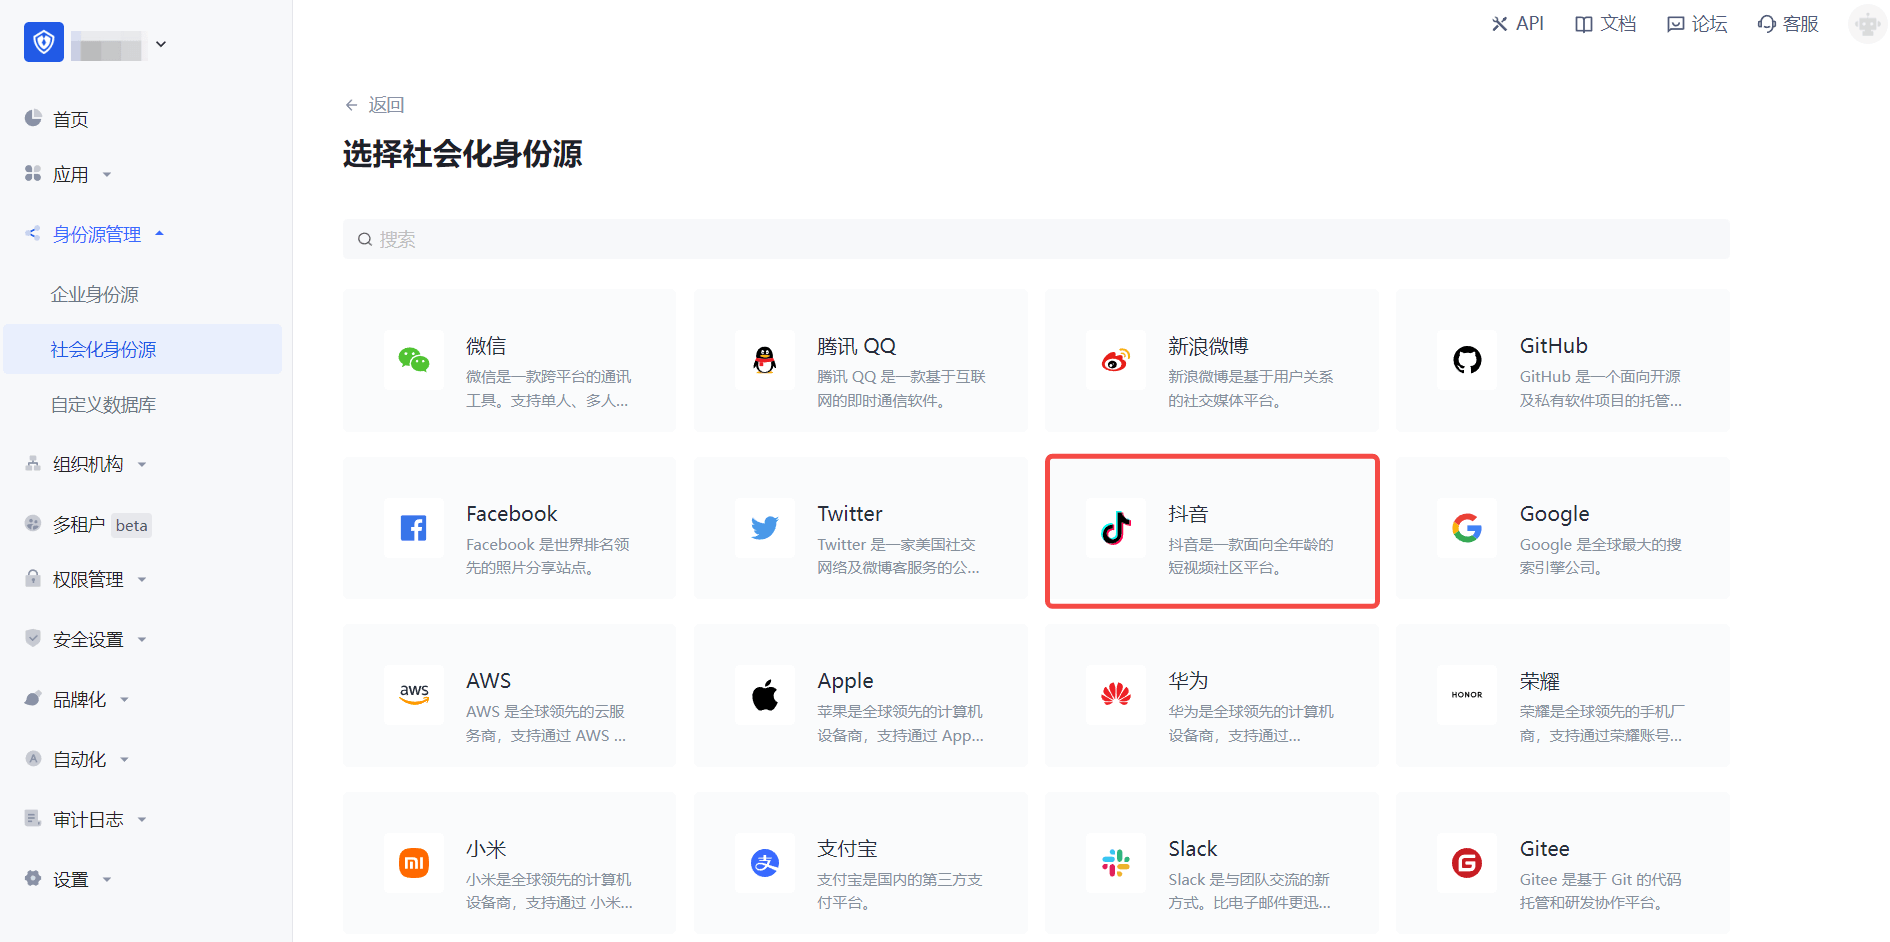 API
文档
论坛
客服
首页
应用
身份源管理
企业身份源
社会化身份源
自定义数据库
组织机构
多租户 beta
权限管理
安全设置
品牌化
自动化
审计日志
设置
返回
选择社会化身份源
搜索
微信
微信是一款跨平台的通讯
工具。支持单人、多人...
腾讯 QQ
腾讯 QQ 是一款基于互联
网的即时通信软件。
新浪微博
新浪微博是基于用户关系
的社交媒体平台。
GitHub
GitHub 是一个面向开源
及私有软件项目的托管...
Facebook
Facebook 是世界排名领
先的照片分享站点。
Twitter
Twitter 是一家美国社交
网络及微博客服务的公...
抖音
抖音是一款面向全年龄的
短视频社区平台。
Google
Google 是全球最大的搜
索引擎公司。
aws
AWS
AWS 是全球领先的云服
务商，支持通过 AWS ...
Apple
苹果是全球领先的计算机
设备商，支持通过 App...
华为
华为是全球领先的计算机
设备商，支持通过...
HONOR
荣耀
荣耀是全球领先的手机厂
商，支持通过荣耀账号...
小米
小米是全球领先的计算机
设备商，支持通过 小米...
支
支付宝
支付宝是国内的第三方支
付平台。
Slack
Slack 是与团队交流的新
方式。比电子邮件更迅...
G
Gitee
Gitee 是基于 Git 的代码
托管和研发协作平台。